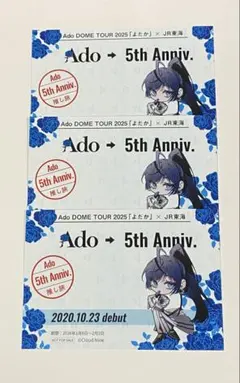 Ado DOME TOUR 2025「よだか」× JR東海
Ado → 5th Anniv.
Ado
5th Anniv.
推し旅
Ado DOME TOUR 2025「よだか」× JR東海
Ado → 5th Anniv.
Ado
5th Anniv.
推し旅
Ado DOME TOUR 2025「よだか」× JR東海
Ado → 5th Anniv.
Ado
5th Anniv.
推し旅
2020.10.23 debut